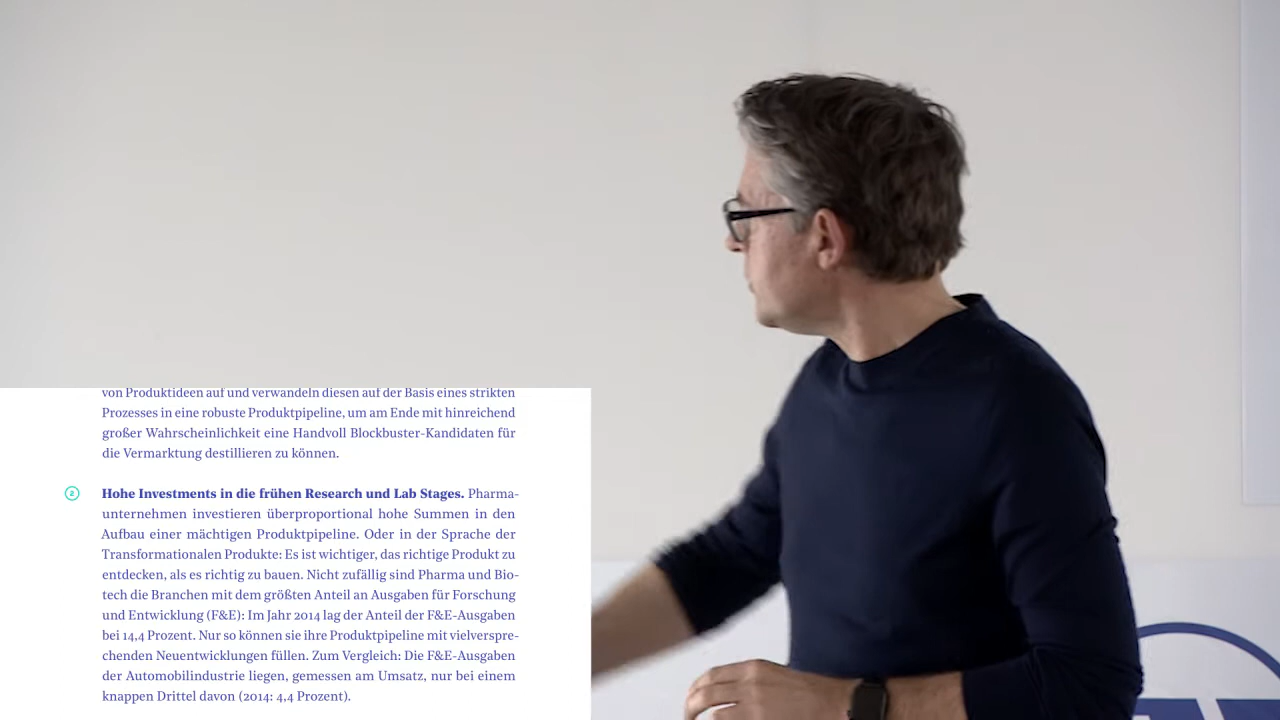 von Produktideen auf und verwandeln diesen auf der Basis eines strikten
Prozesses in eine robuste Produktpipeline, um am Ende mit hinreichend
großer Wahrscheinlichkeit eine Handvoll Blockbuster-Kandidaten für
die Vermarktung destillieren zu können.
2 Hohe Investments in die frühen Research und Lab Stages. Pharma-
unternehmen investieren überproportional hohe Summen in den
Aufbau einer mächtigen Produktpipeline. Oder in der Sprache der
Transformationalen Produkte: Es ist wichtiger, das richtige Produkt zu
entdecken, als es richtig zu bauen. Nicht zufällig sind Pharma und Bio-
tech die Branchen mit dem größten Anteil an Ausgaben für Forschung
und Entwicklung (F&E): Im Jahr 2014 lag der Anteil der F&E-Ausgaben
bei 14,4 Prozent. Nur so können sie ihre Produktpipeline mit vielverspre-
chenden Neuentwicklungen füllen. Zum Vergleich: Die F&E-Ausgaben
der Automobilindustrie liegen, gemessen am Umsatz, nur bei einem
knappen Drittel davon (2014: 4,4 Prozent).